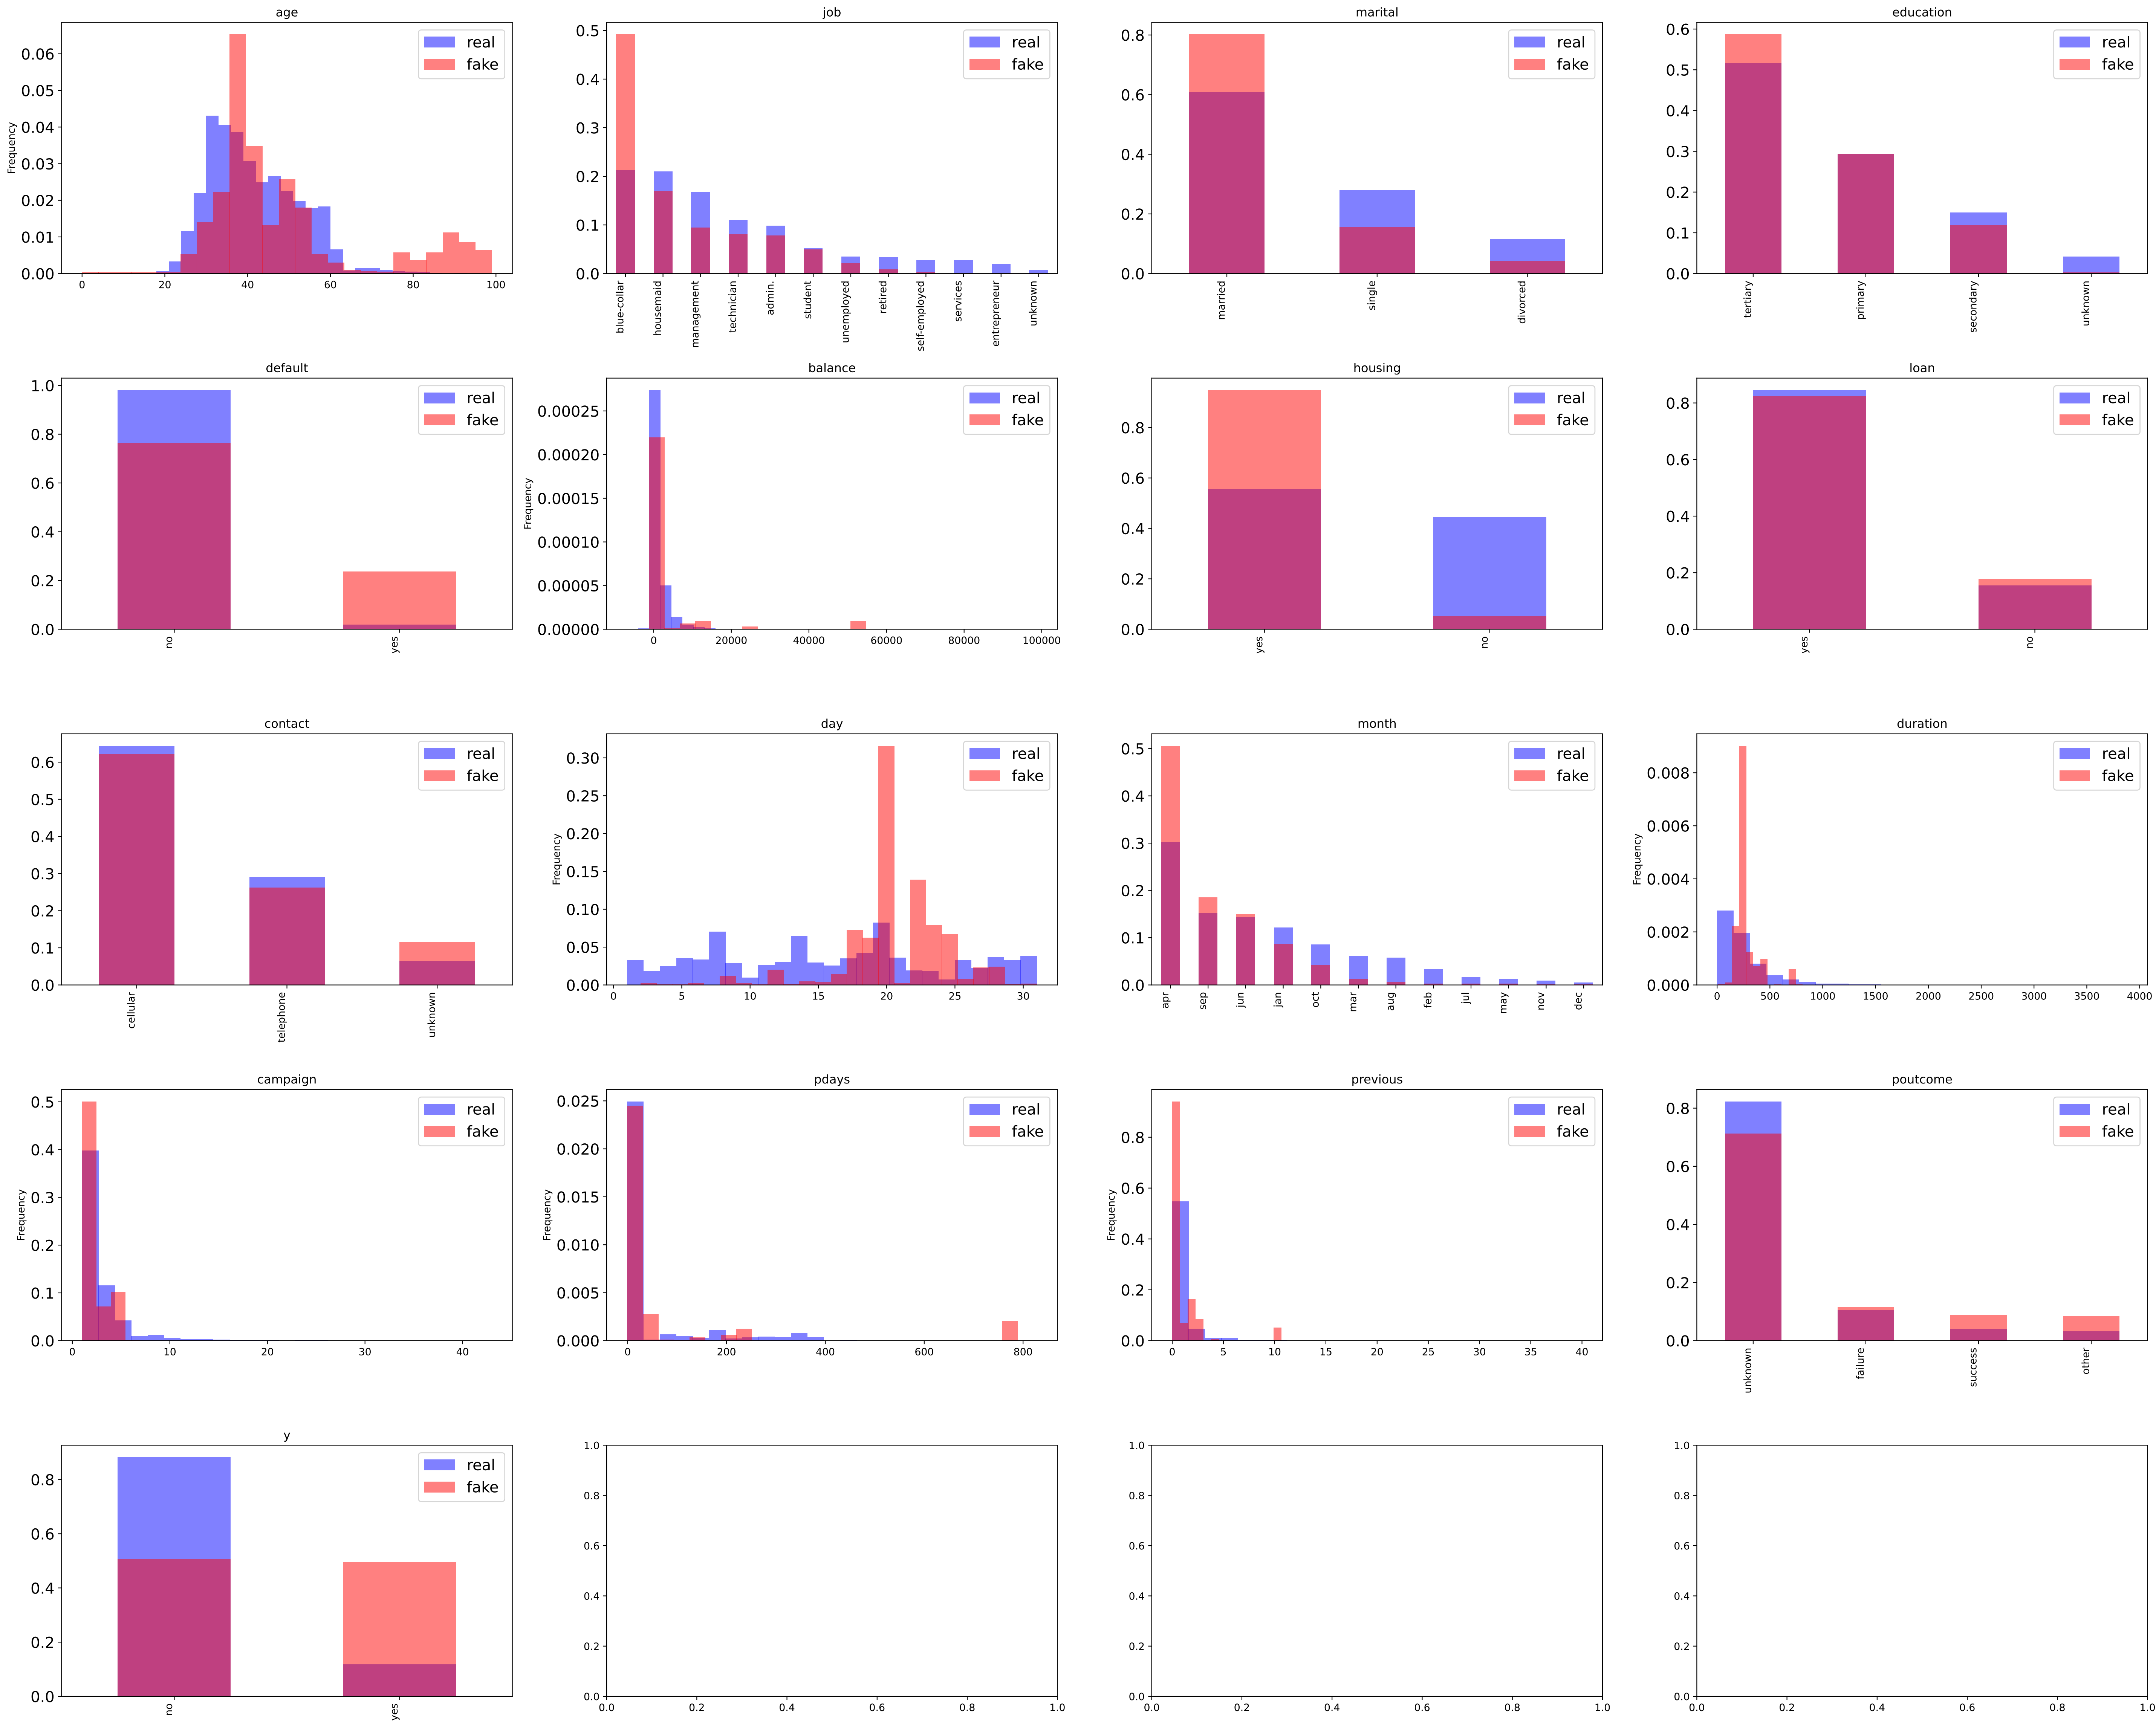 age
job
marital
education
real
fake
real
fake
real
fake
real
fake
Frequency
0.06
0.05
0.04
0.03
0.02
0.01
0.00
0 20 40 60 80 100
0.5
0.4
0.3
0.2
0.1
0.0
blue-collar housemaid management technician admin. student unemployed retired self-employed services entrepreneur unknown
0.8
0.6
0.4
0.2
0.0
married single divorced
0.6
0.5
0.4
0.3
0.2
0.1
0.0
tertiary primary secondary unknown
default
balance
housing
loan
real
fake
real
fake
real
fake
real
fake
1.0
0.8
0.6
0.4
0.2
0.0
no yes
Frequency
0.00025
0.00020
0.00015
0.00010
0.00005
0.00000
0 20000 40000 60000 80000 100000
0.8
0.6
0.4
0.2
0.0
yes no
0.8
0.6
0.4
0.2
0.0
yes no
contact
day
month
duration
real
fake
real
fake
real
fake
real
fake
0.6
0.5
0.4
0.3
0.2
0.1
0.0
cellular telephone unknown
Frequency
0.30
0.25
0.20
0.15
0.10
0.05
0.00
0 5 10 15 20 25 30
0.5
0.4
0.3
0.2
0.1
0.0
apr sep jun jan oct mar aug feb jul may nov dec
Frequency
0.008
0.006
0.004
0.002
0.000
0 500 1000 1500 2000 2500 3000 3500 4000
campaign
pdays
previous
poutcome
real
fake
real
fake
real
fake
real
fake
Frequency
0.5
0.4
0.3
0.2
0.1
0.0
0 10 20 30 40
Frequency
0.025
0.020
0.015
0.010
0.005
0.000
0 200 400 600 800
Frequency
0.8
0.6
0.4
0.2
0.0
0 5 10 15 20 25 30 35 40
0.8
0.6
0.4
0.2
0.0
unknown failure success other
y
real
fake
0.8
0.6
0.4
0.2
0.0
no yes
1.0
0.8
0.6
0.4
0.2
0.0
0.0 0.2 0.4 0.6 0.8 1.0
1.0
0.8
0.6
0.4
0.2
0.0
0.0 0.2 0.4 0.6 0.8 1.0
1.0
0.8
0.6
0.4
0.2
0.0
0.0 0.2 0.4 0.6 0.8 1.0